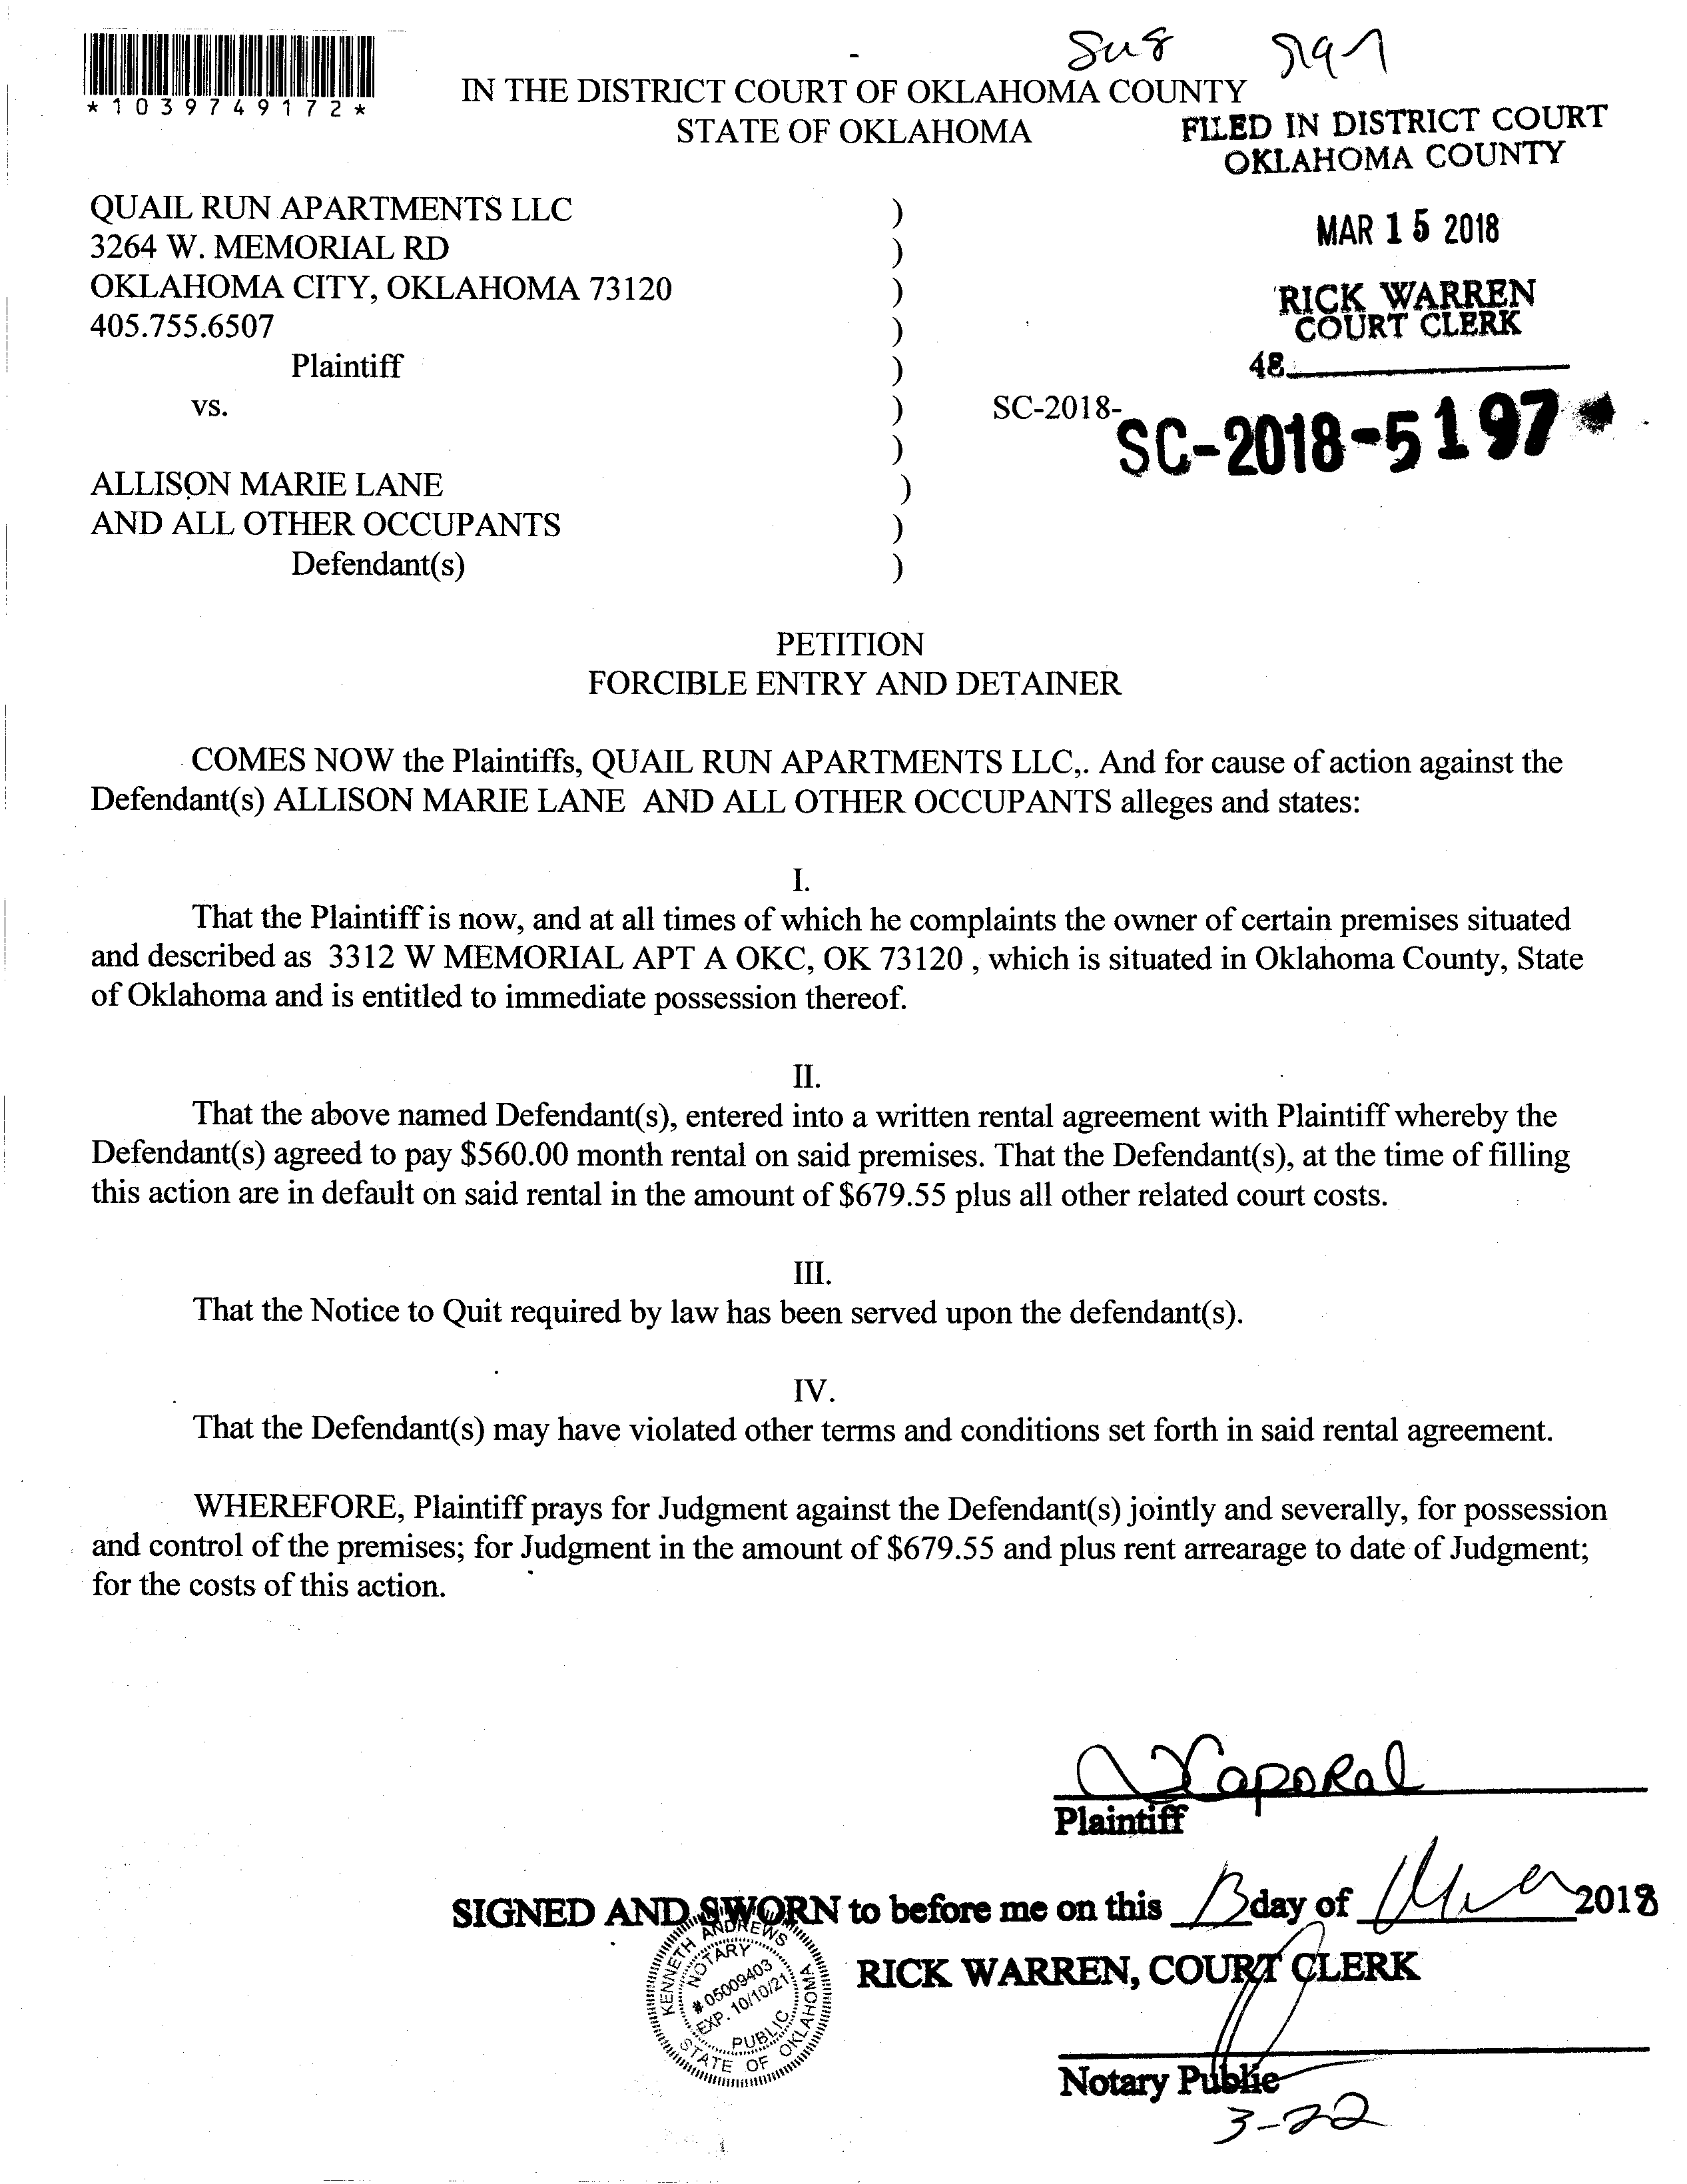 *1039749172*
IN THE DISTRICT COURT OF OKLAHOMA COUNTY
STATE OF OKLAHOMA
FILED IN DISTRICT COURT
OKLAHOMA COUNTY
MAR 15 2018
RICK WARREN
COURT CLERK
48
QUAIL RUN APARTMENTS LLC )
3264 W. MEMORIAL RD )
OKLAHOMA CITY, OKLAHOMA 73120 )
405.755.6507 )
Plaintiff )
vs. ) SC-2018-
SC-2018-5197
)
ALLISON MARIE LANE )
AND ALL OTHER OCCUPANTS )
Defendant(s) )
PETITION
FORCIBLE ENTRY AND DETAINER
COMES NOW the Plaintiffs, QUAIL RUN APARTMENTS LLC,. And for cause of action against the
Defendant(s) ALLISON MARIE LANE AND ALL OTHER OCCUPANTS alleges and states:
I.
That the Plaintiff is now, and at all times of which he complaints the owner of certain premises situated
and described as 3312 W MEMORIAL APT A OKC, OK 73120 , which is situated in Oklahoma County, State
of Oklahoma and is entitled to immediate possession thereof.
II.
That the above named Defendant(s), entered into a written rental agreement with Plaintiff whereby the
Defendant(s) agreed to pay $560.00 month rental on said premises. That the Defendant(s), at the time of filling
this action are in default on said rental in the amount of $679.55 plus all other related court costs.
III.
That the Notice to Quit required by law has been served upon the defendant(s).
IV.
That the Defendant(s) may have violated other terms and conditions set forth in said rental agreement.
WHEREFORE, Plaintiff prays for Judgment against the Defendant(s) jointly and severally, for possession
and control of the premises; for Judgment in the amount of $679.55 and plus rent arrearage to date of Judgment;
for the costs of this action.
Plaintiff
SIGNED AND SWORN to before me on this day of 2018
RICK WARREN, COURT CLERK
KENNETH ANDREWS
NOTARY
# 05009403
EXP. 10/10/21
PUBLIC
STATE OF OKLAHOMA
Notary Public
3-22